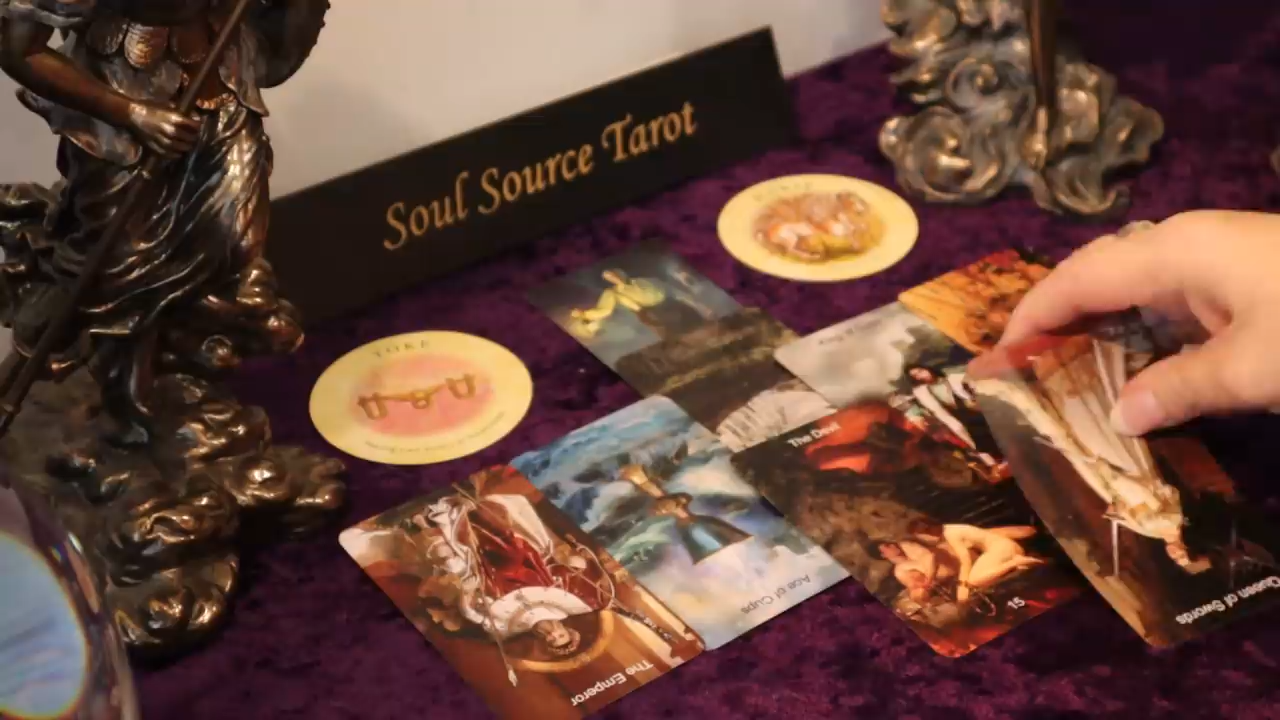 Soul Source Tarot
YOKE
The Devil
15
Ace of Cups
Queen of Swords
The Emperor